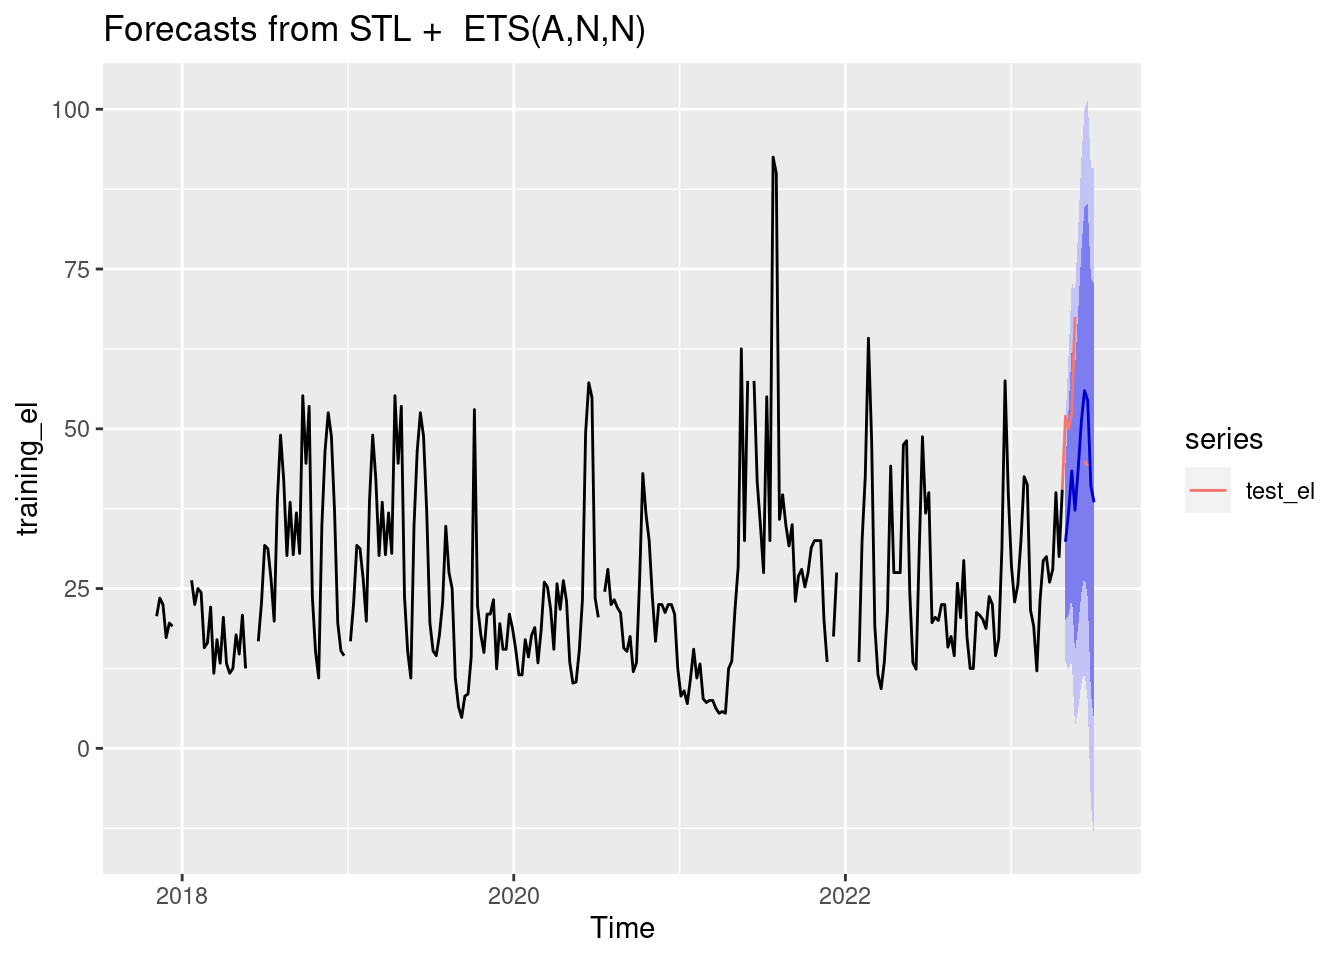 Forecasts from STL +  ETS(A,N,N)
100
75
50
25
0
training_el
2018
2020
2022
Time
series
test_el